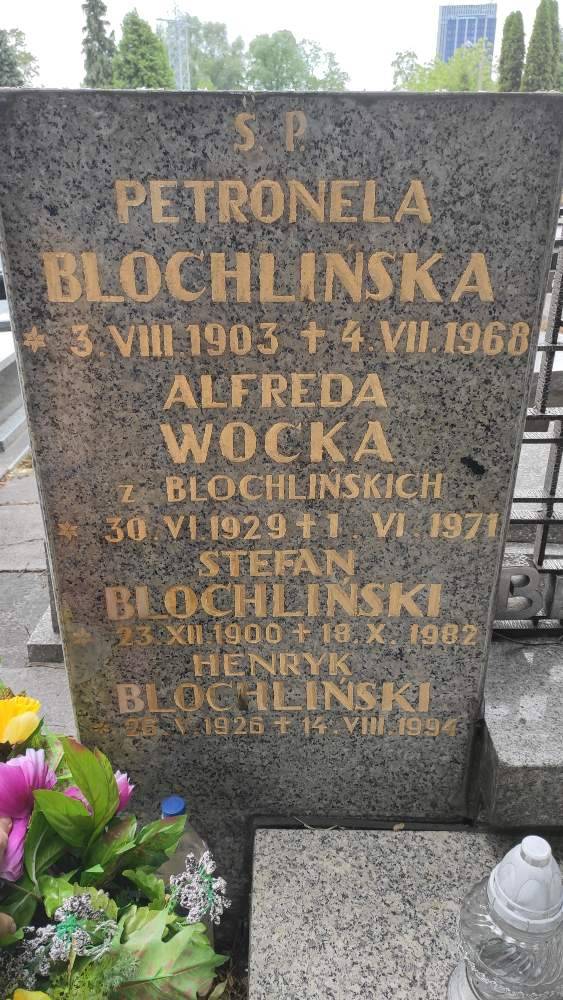 S P.
PETRONELA
BLOCHLIŃSKA
* 3.VIII.1903 + 4.VII.1968
ALFREDA
WOCKA
z BLOCHLIŃSKICH
* 30.VI 1929 + 1.VI.1971
STEFAN
BLOCHLIŃSKI
* 23.XII 1900 + 18.X.1982
HENRYK
BLOCHLIŃSKI
* 26.V.1926 + 14.VIII.1994